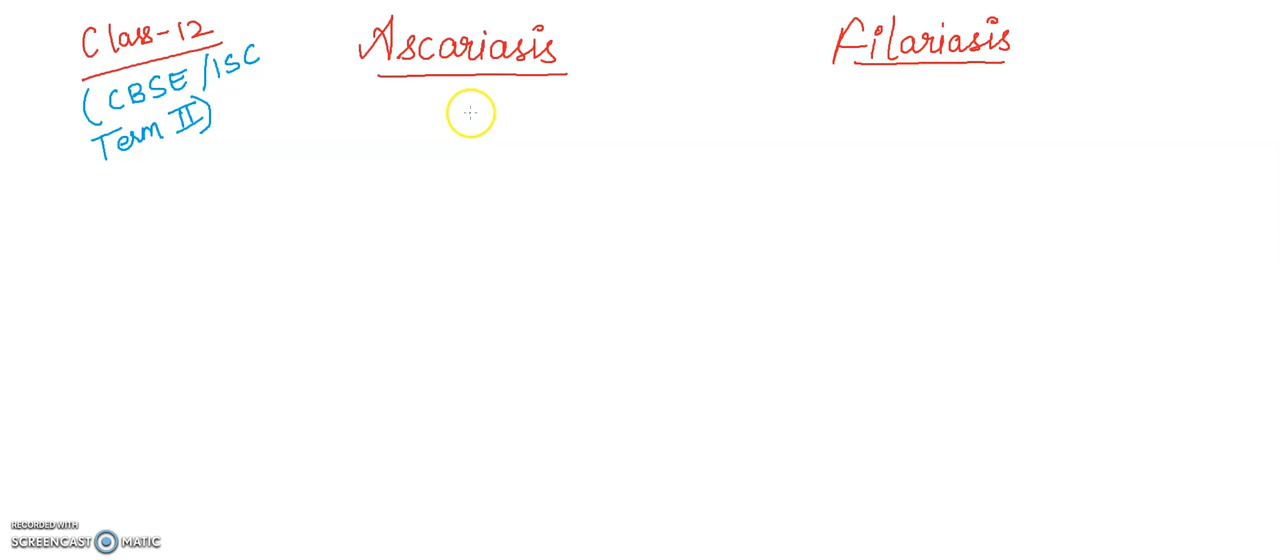 Class-12
(CBSE/ISC
Term II)
Ascariasis
Filariasis
RECORDED WITH
SCREENCAST MATIC